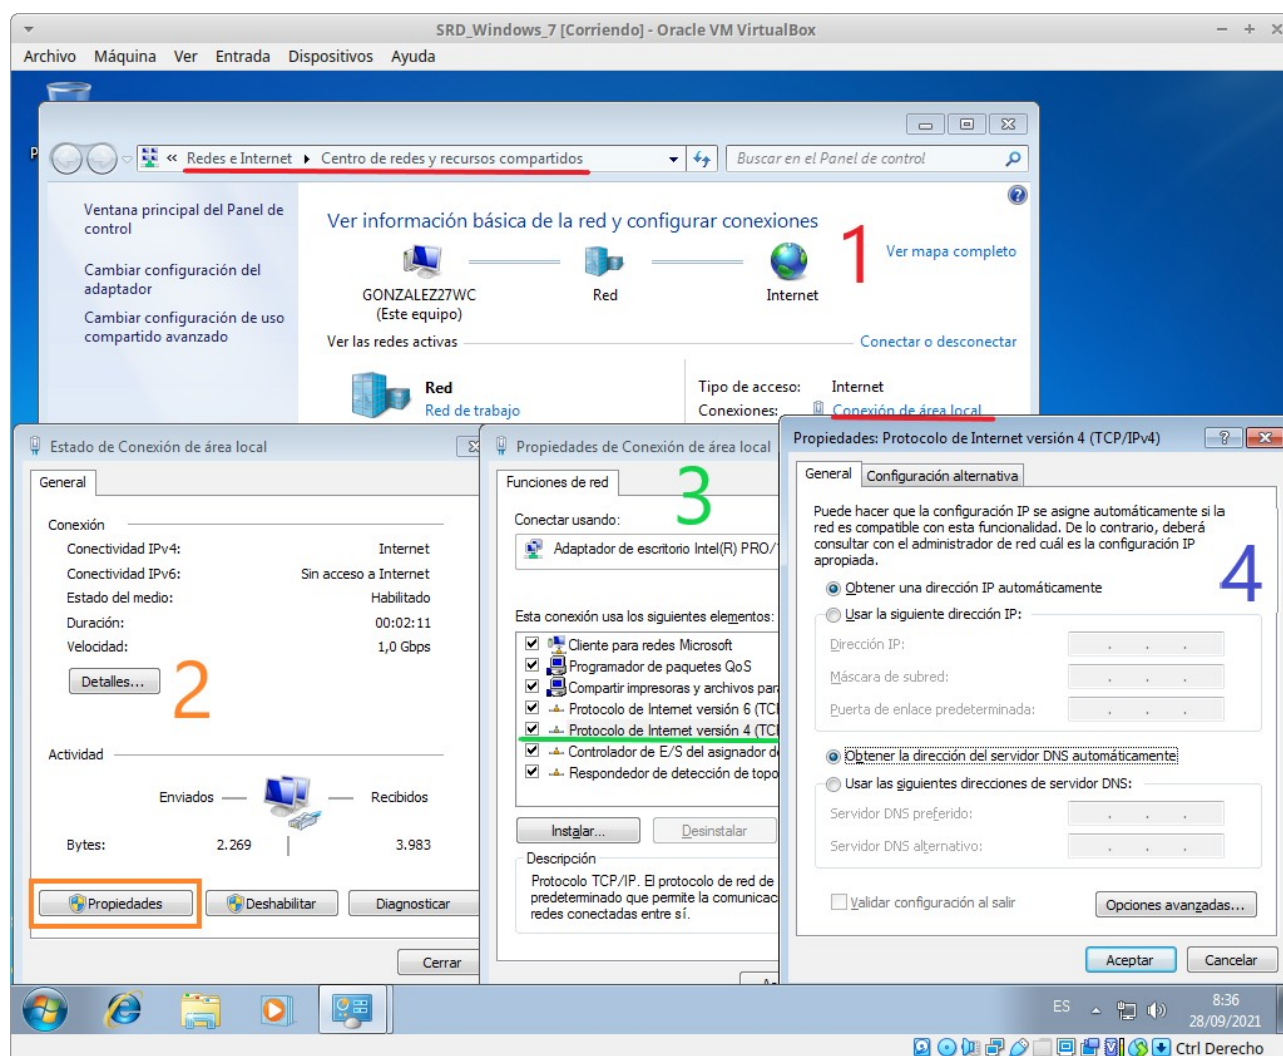 SRD_Windows_7 [Corriendo] - Oracle VM VirtualBox
Archivo Máquina Ver Entrada Dispositivos Ayuda
P
« Redes e Internet ▸ Centro de redes y recursos compartidos
Buscar en el Panel de control
Ventana principal del Panel de control
Cambiar configuración del adaptador
Cambiar configuración de uso compartido avanzado
Ver información básica de la red y configurar conexiones
1
Ver mapa completo
GONZALEZ27WC
(Este equipo)
Red
Internet
Ver las redes activas
Conectar o desconectar
Red
Red de trabajo
Tipo de acceso: Internet
Conexiones: Conexión de área local
Estado de Conexión de área local
General
Conexión
Conectividad IPv4: Internet
Conectividad IPv6: Sin acceso a Internet
Estado del medio: Habilitado
Duración: 00:02:11
Velocidad: 1,0 Gbps
Detalles...
2
Actividad
Enviados
Recibidos
Bytes: 2.269 3.983
Propiedades
Deshabilitar
Diagnosticar
Cerrar
Propiedades de Conexión de área local
Funciones de red
3
Conectar usando:
Adaptador de escritorio Intel(R) PRO/
Esta conexión usa los siguientes elementos:
Cliente para redes Microsoft
Programador de paquetes QoS
Compartir impresoras y archivos par
Protocolo de Internet versión 6 (TC
Protocolo de Internet versión 4 (TC
Controlador de E/S del asignador d
Respondedor de detección de topo
Instalar...
Desinstalar
Descripción
Protocolo TCP/IP. El protocolo de red de
predeterminado que permite la comunicac
redes conectadas entre sí.
Propiedades: Protocolo de Internet versión 4 (TCP/IPv4)
General
Configuración alternativa
Puede hacer que la configuración IP se asigne automáticamente si la
red es compatible con esta funcionalidad. De lo contrario, deberá
consultar con el administrador de red cuál es la configuración IP
apropiada.
4
Obtener una dirección IP automáticamente
Usar la siguiente dirección IP:
Dirección IP:
Máscara de subred:
Puerta de enlace predeterminada:
Obtener la dirección del servidor DNS automáticamente
Usar las siguientes direcciones de servidor DNS:
Servidor DNS preferido:
Servidor DNS alternativo:
Validar configuración al salir
Opciones avanzadas...
Aceptar
Cancelar
ES
8:36
28/09/2021
Ctrl Derecho